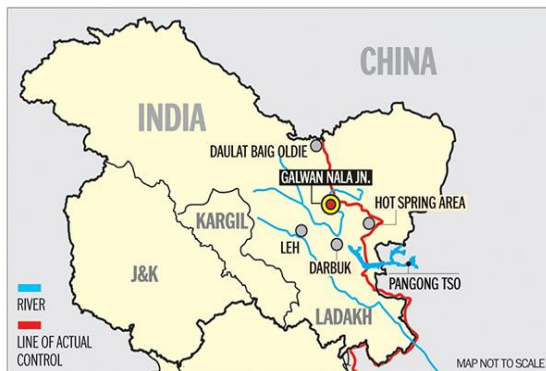 CHINA
INDIA
DAULAT BAIG OLDIE
GALWAN NALA JN.
HOT SPRING AREA
KARGIL
LEH
DARBUK
J&K
PANGONG TSO
RIVER
LADAKH
LINE OF ACTUAL
CONTROL
MAP NOT TO SCALE